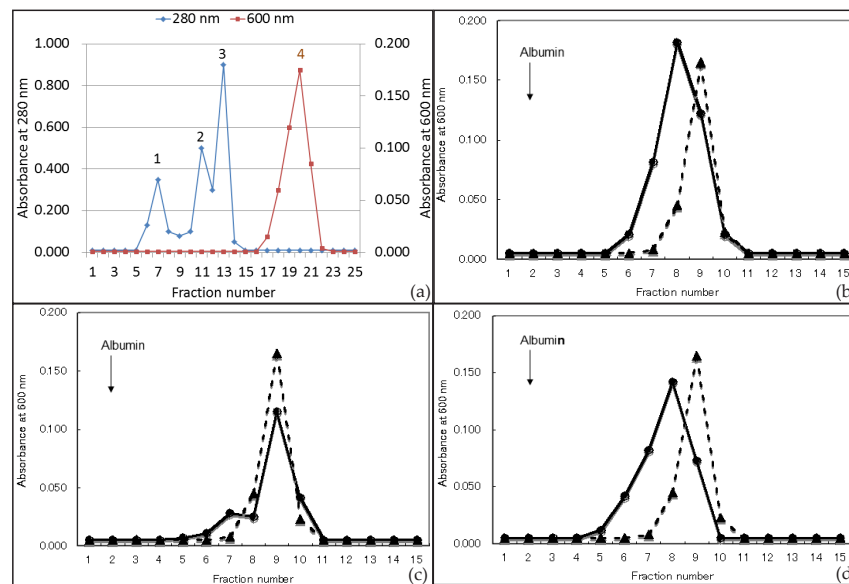 280 nm 600 nm
1.000 0.200
0.800 0.150
0.600
0.400 0.100
0.200 0.050
0.000 0.000
1 2 3 4
1 3 5 7 9 11 13 15 17 19 21 23 25
Absorbance at 280 nm
Absorbance at 600 nm
Fraction number
(a)
0.200
0.150
0.100
0.050
0.000
Albumin
1 2 3 4 5 6 7 8 9 10 11 12 13 14 15
Absorbance at 600 nm
Fraction number
(b)
0.200
0.150
0.100
0.050
0.000
Albumin
1 2 3 4 5 6 7 8 9 10 11 12 13 14 15
Absorbance at 600 nm
Fraction number
(c)
0.200
0.150
0.100
0.050
0.000
Albumin
1 2 3 4 5 6 7 8 9 10 11 12 13 14 15
Absorbance at 600 nm
Fraction number
(d)